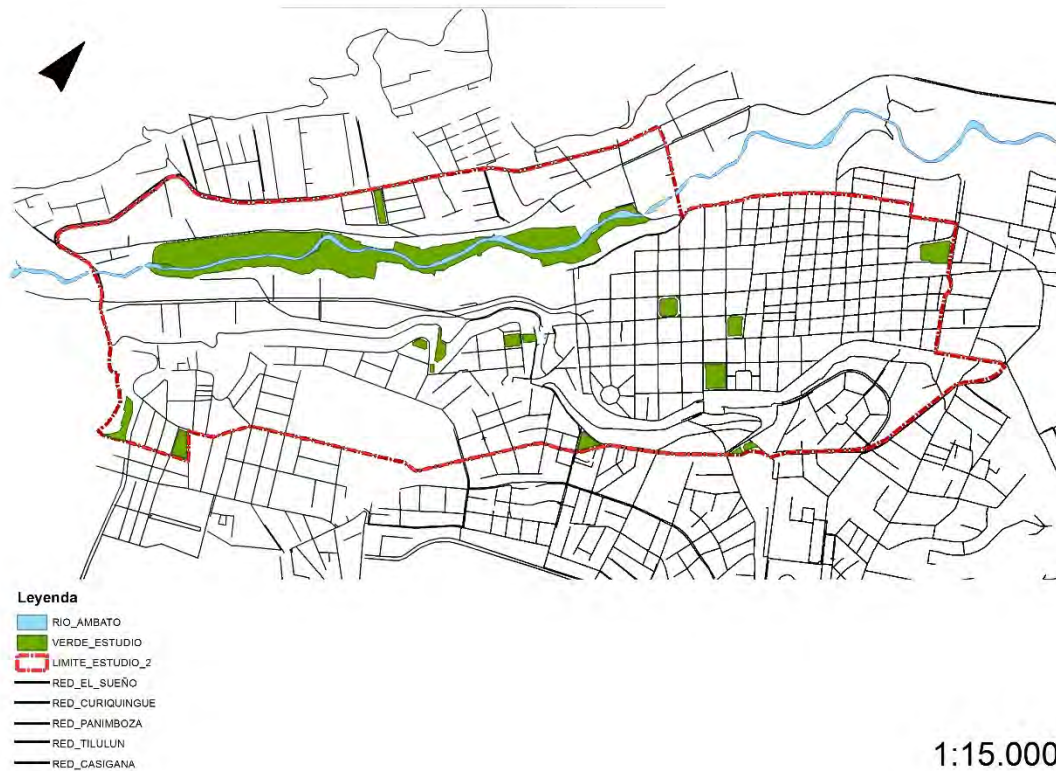 Leyenda
RIO_AMBATO
VERDE_ESTUDIO
LIMITE_ESTUDIO_2
RED_EL_SUEÑO
RED_CURIQUINGUE
RED_PANIMBOZA
RED_TILULUN
RED_CASIGANA
1:15.000